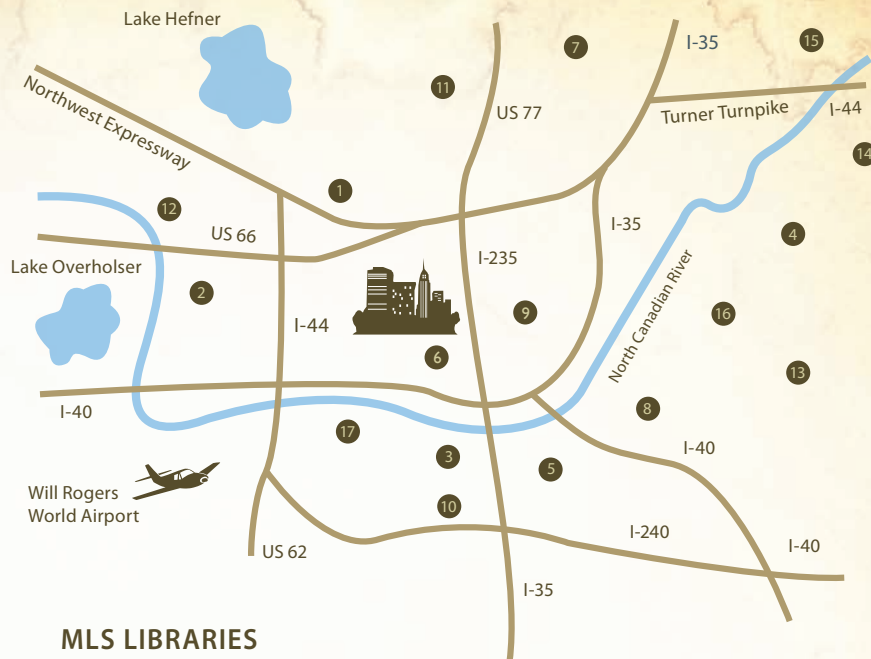 Lake Hefner
7
I-35
15
11
Northwest Expressway
US 77
Turner Turnpike
I-44
14
1
12
US 66
I-35
4
Lake Overholser
I-235
2
I-44
9
16
North Canadian River
6
13
I-40
8
17
3
I-40
5
Will Rogers
World Airport
10
US 62
I-240
I-40
I-35
MLS LIBRARIES